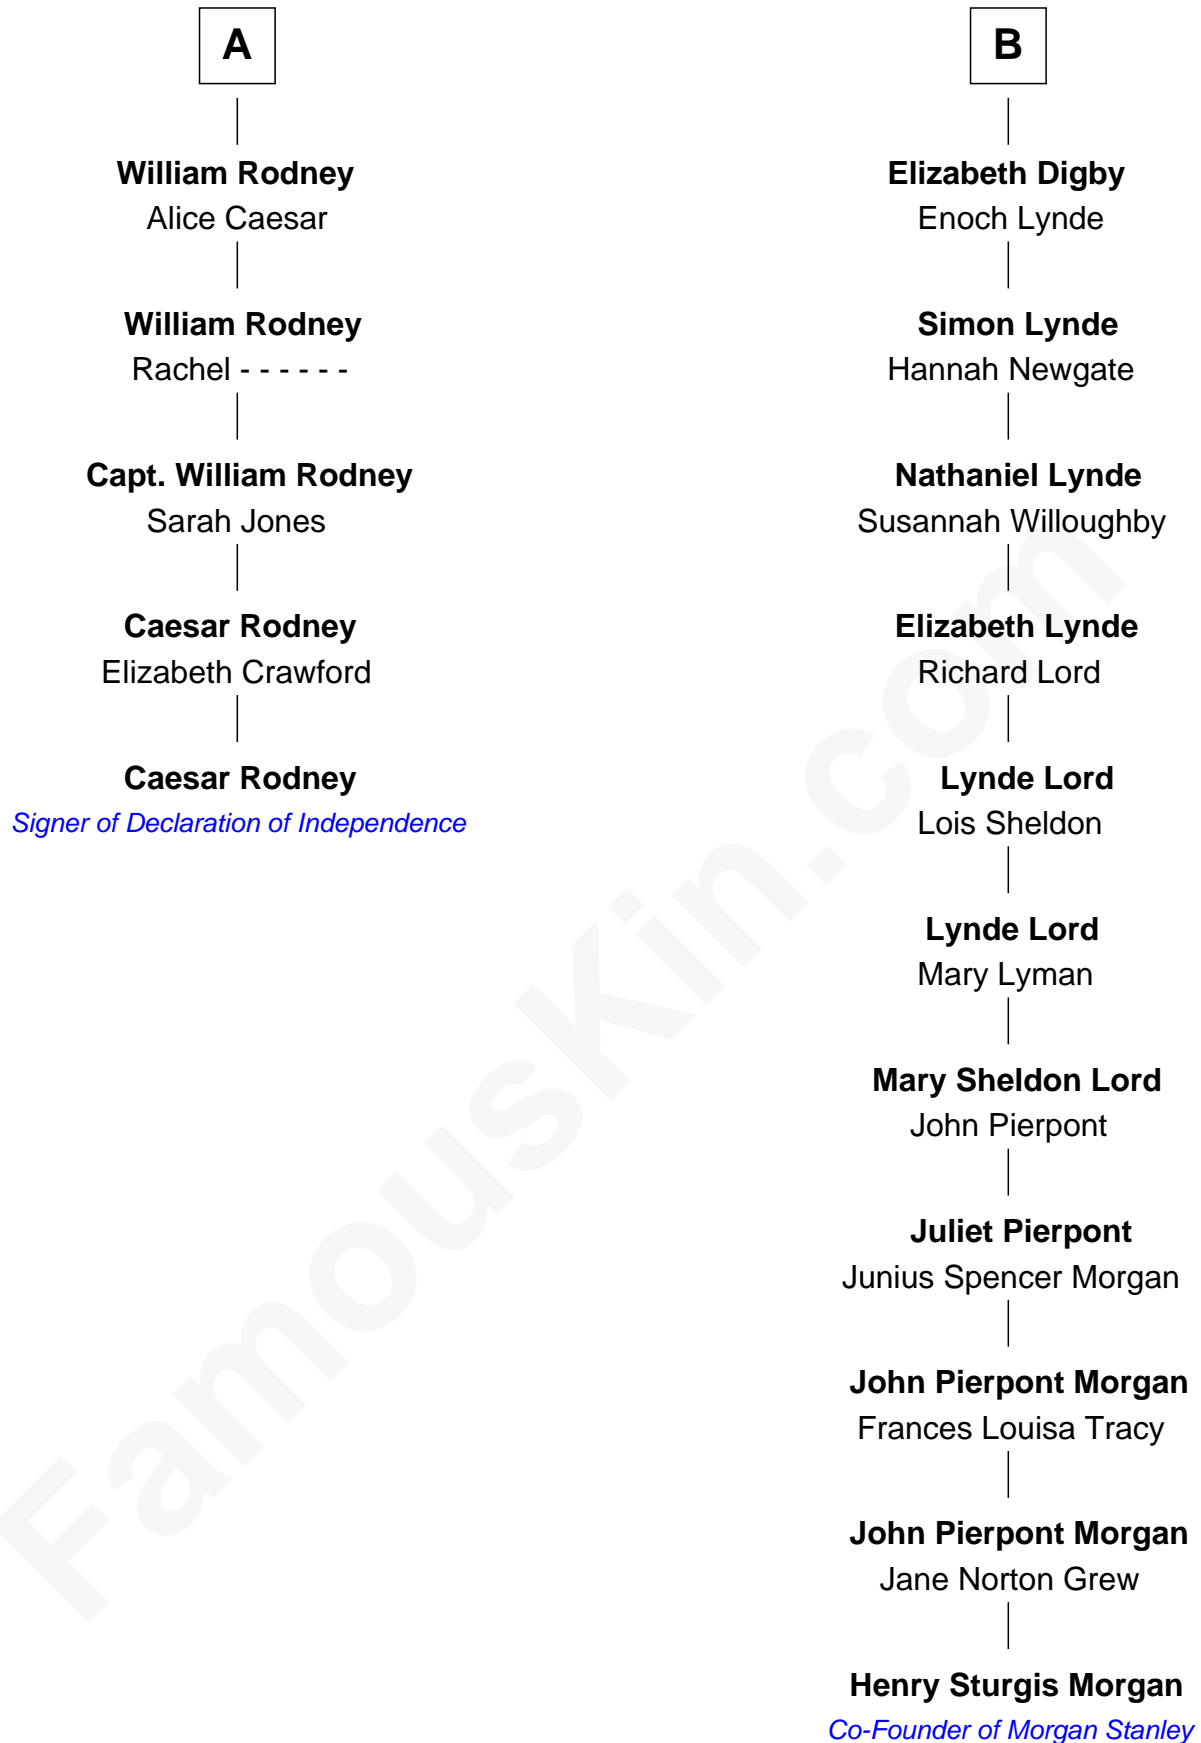 A
William Rodney
Alice Caesar
William Rodney
Rachel - - - - - -
Capt. William Rodney
Sarah Jones
Caesar Rodney
Elizabeth Crawford
Caesar Rodney
Signer of Declaration of Independence
B
Elizabeth Digby
Enoch Lynde
Simon Lynde
Hannah Newgate
Nathaniel Lynde
Susannah Willoughby
Elizabeth Lynde
Richard Lord
Lynde Lord
Lois Sheldon
Lynde Lord
Mary Lyman
Mary Sheldon Lord
John Pierpont
Juliet Pierpont
Junius Spencer Morgan
John Pierpont Morgan
Frances Louisa Tracy
John Pierpont Morgan
Jane Norton Grew
Henry Sturgis Morgan
Co-Founder of Morgan Stanley
FamousKin.com